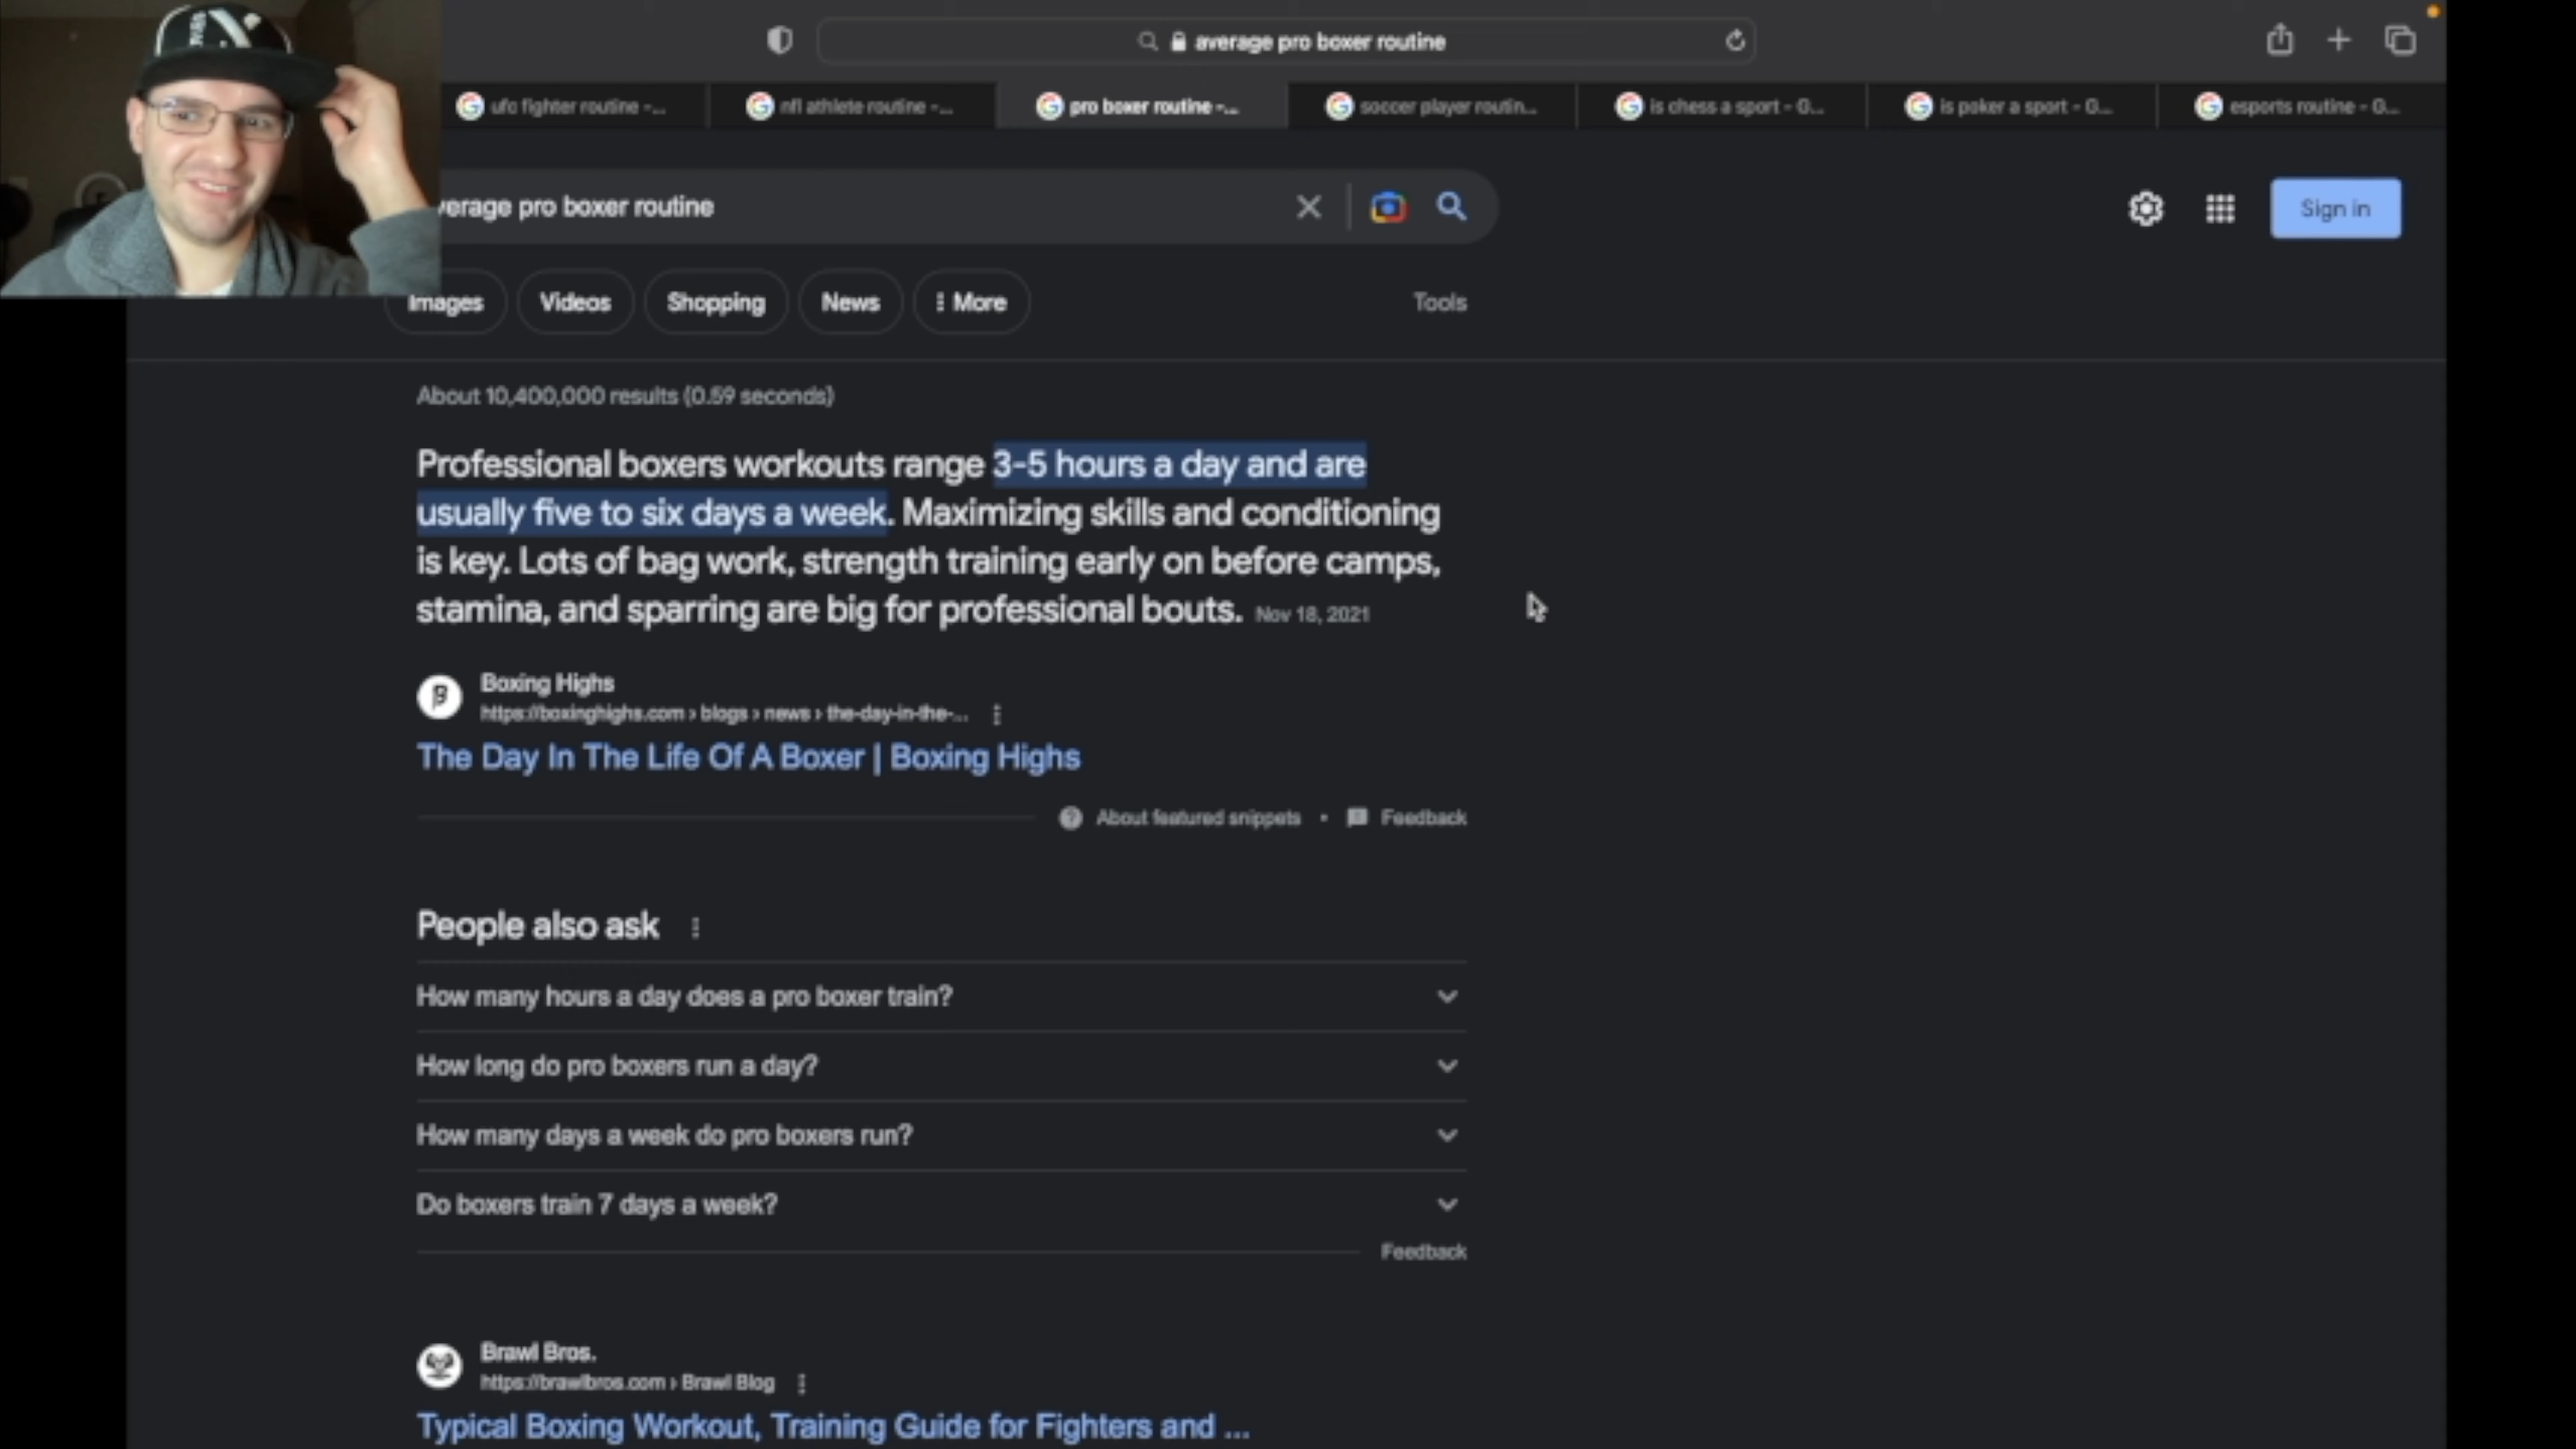 average pro boxer routine
ufc fighter routine -...
nfl athlete routine -...
pro boxer routine -...
soccer player routin...
is chess a sport - G...
is poker a sport - G...
esports routine - G...
verage pro boxer routine
Sign in
Images
Videos
Shopping
News
More
Tools
About 10,400,000 results (0.59 seconds)
Professional boxers workouts range 3-5 hours a day and are
usually five to six days a week. Maximizing skills and conditioning
is key. Lots of bag work, strength training early on before camps,
stamina, and sparring are big for professional bouts. Nov 18, 2021
Boxing Highs
https://boxinghighs.com › blogs › news › the-day-in-the-...
The Day In The Life Of A Boxer | Boxing Highs
About featured snippets • Feedback
People also ask
How many hours a day does a pro boxer train?
How long do pro boxers run a day?
How many days a week do pro boxers run?
Do boxers train 7 days a week?
Feedback
Brawl Bros.
https://brawlbros.com › Brawl Blog
Typical Boxing Workout, Training Guide for Fighters and ...